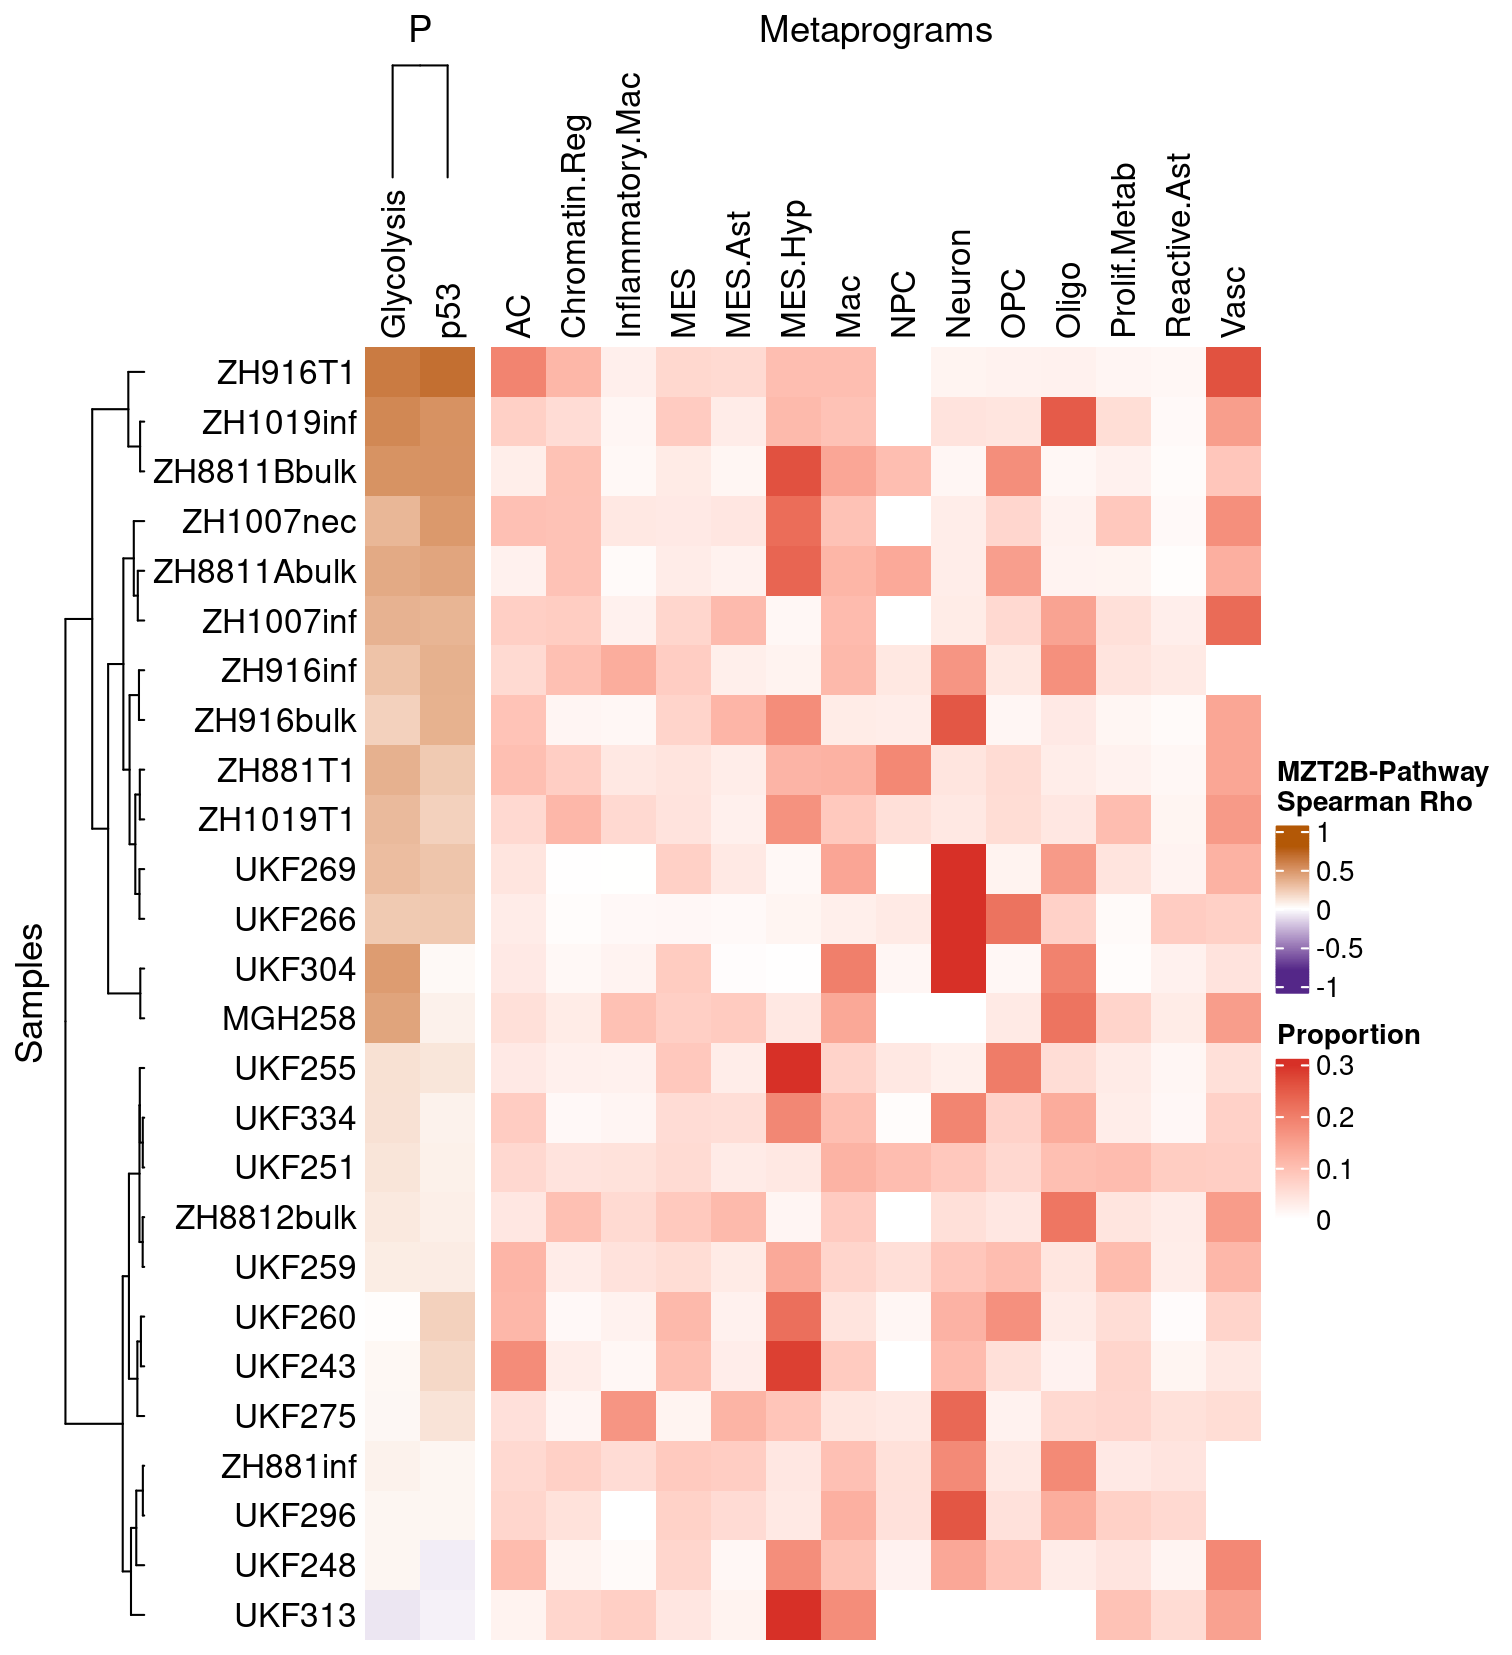 P
Metaprograms
Glycolysis
p53
AC
Chromatin.Reg
Inflammatory.Mac
MES
MES.Ast
MES.Hyp
Mac
NPC
Neuron
OPC
Oligo
Prolif.Metab
Reactive.Ast
Vasc
Samples
ZH916T1
ZH1019inf
ZH8811Bbulk
ZH1007nec
ZH8811Abulk
ZH1007inf
ZH916inf
ZH916bulk
ZH881T1
ZH1019T1
UKF269
UKF266
UKF304
MGH258
UKF255
UKF334
UKF251
ZH8812bulk
UKF259
UKF260
UKF243
UKF275
ZH881inf
UKF296
UKF248
UKF313
MZT2B-Pathway
Spearman Rho
1
0.5
0
-0.5
-1
Proportion
0.3
0.2
0.1
0